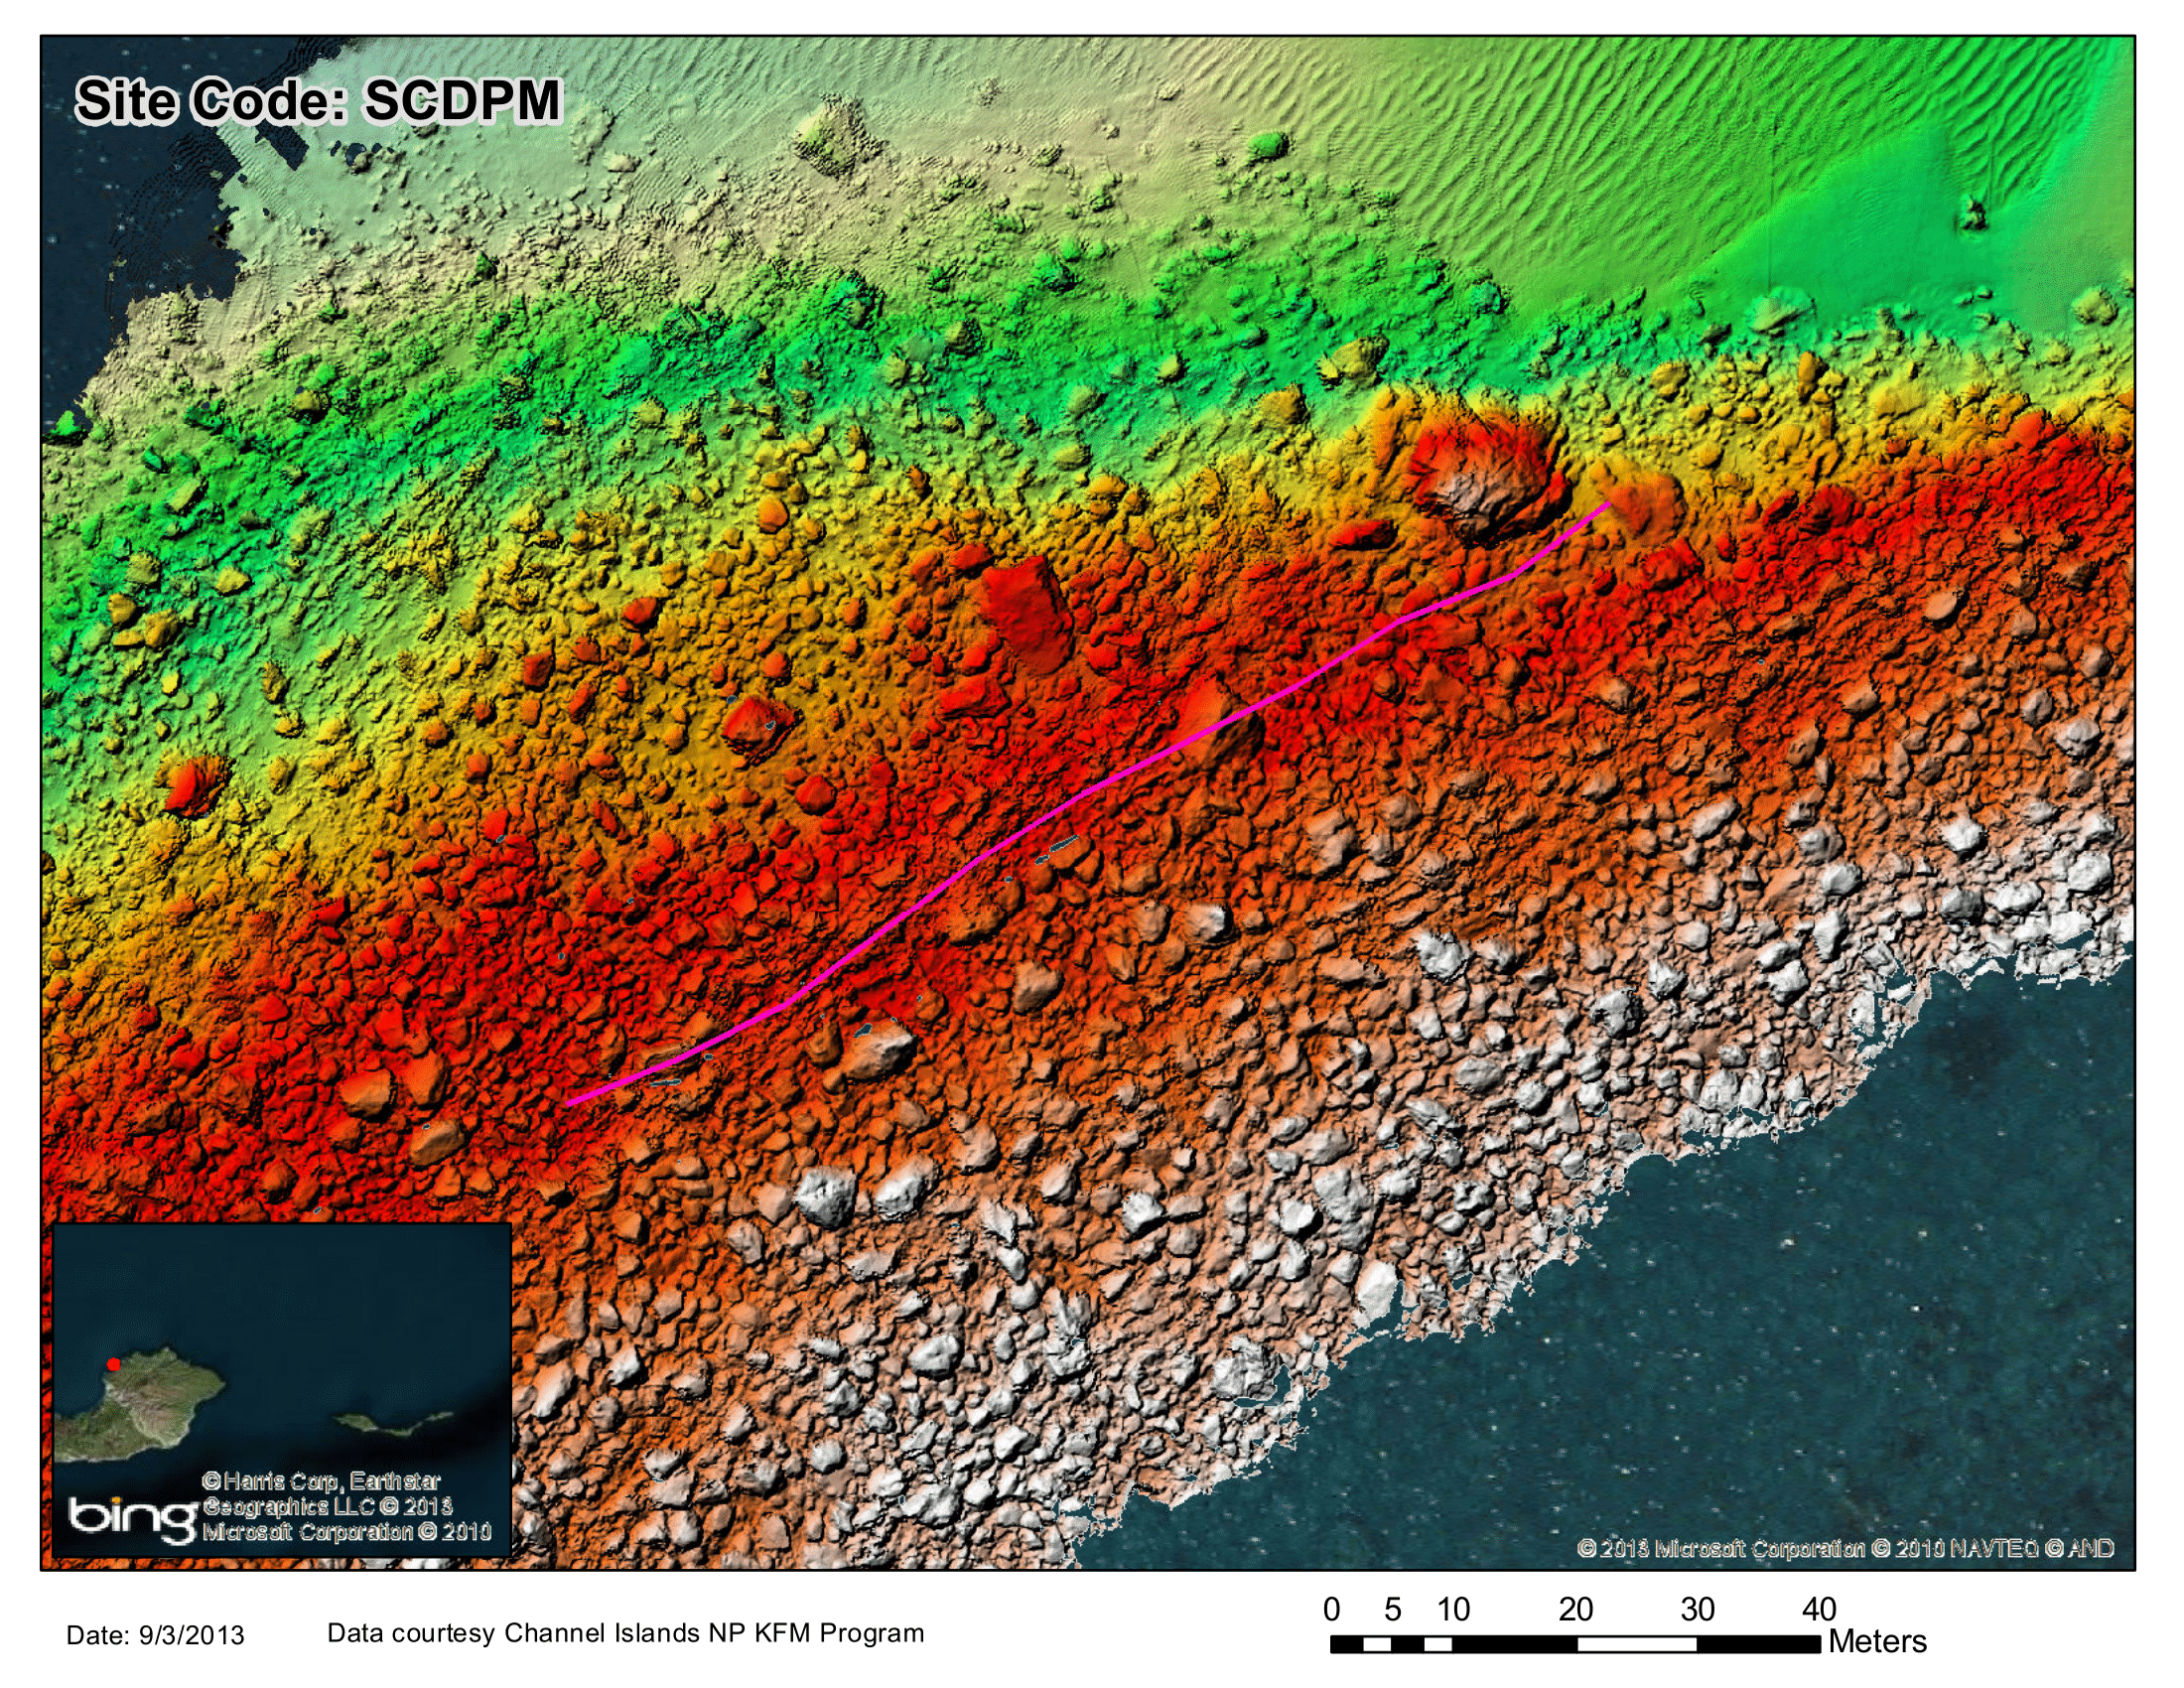 Site Code: SCDPM
© Harris Corp, Earthstar
Geographics LLC © 2013
Microsoft Corporation © 2010
bing
© 2013 Microsoft Corporation © 2010 NAVTEQ © AND
Date: 9/3/2013
Data courtesy Channel Islands NP KFM Program
0 5 10 20 30 40
Meters